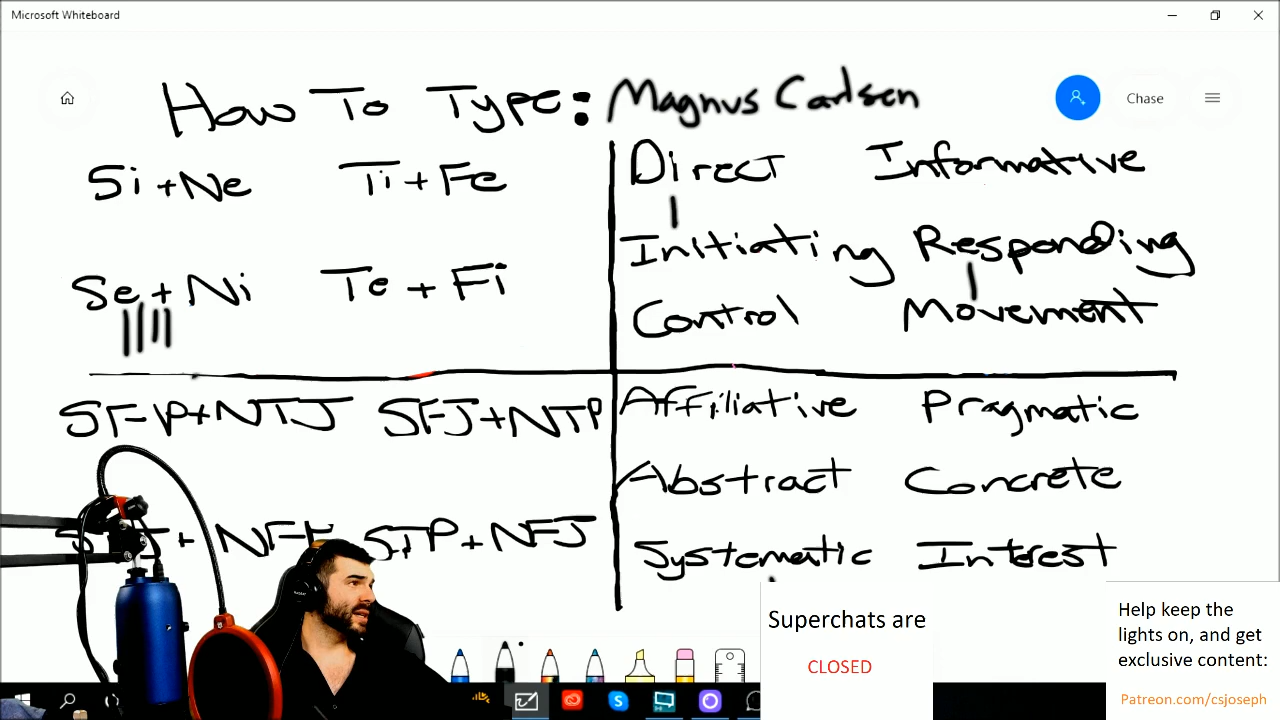 Microsoft Whiteboard
How To Type: Magnus Carlsen
Chase
Si + Ne Ti + Fe
Se + Ni Te + Fi
Direct Informative
Initiating Responding
Control Movement
SFP + NTJ SFJ + NTP
+ STP + NFJ
Affiliative Pragmatic
Abstract Concrete
Systematic Interest
Superchats are
CLOSED
Help keep the
lights on, and get
exclusive content:
Patreon.com/csjoseph